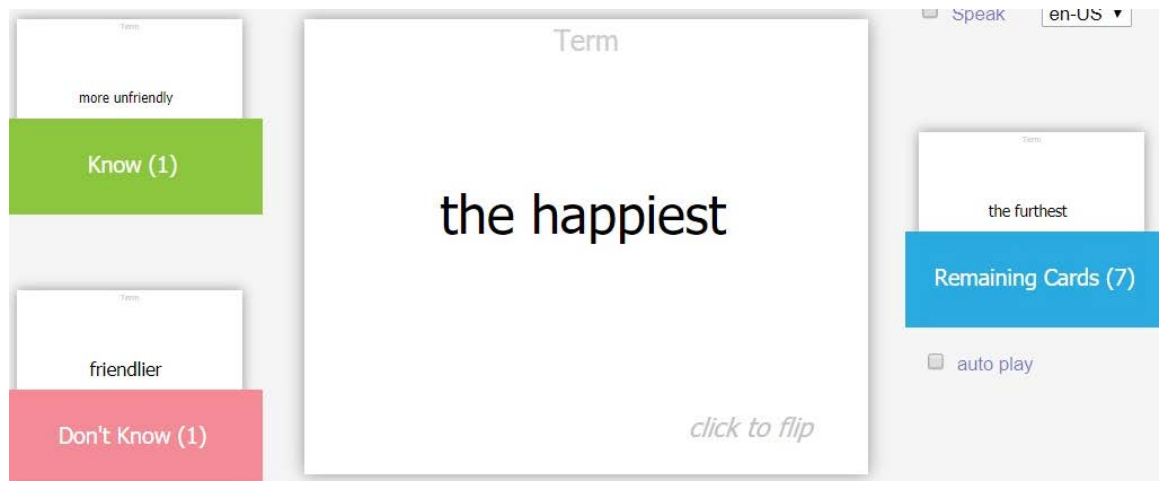 Term
more unfriendly
Know (1)
Term
friendlier
Don't Know (1)
Term
the happiest
click to flip
Speak en-US
Term
the furthest
Remaining Cards (7)
auto play